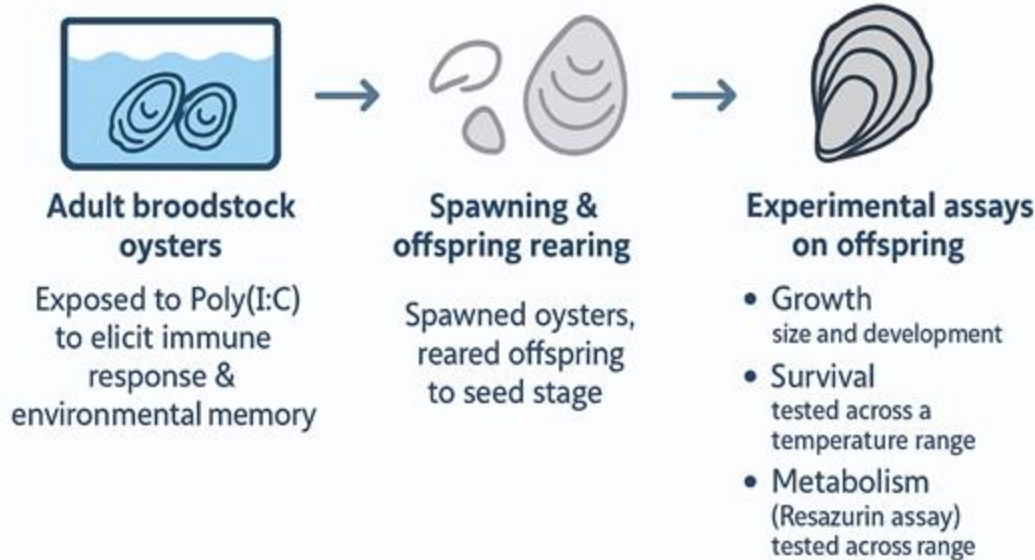 Adult broodstock
oysters
Exposed to Poly(I:C)
to elicit immune
response &
environmental memory
Spawning &
offspring rearing
Spawned oysters,
reared offspring
to seed stage
Experimental assays
on offspring
• Growth
size and development
• Survival
tested across a
temperature range
• Metabolism
(Resazurin assay)
tested across range